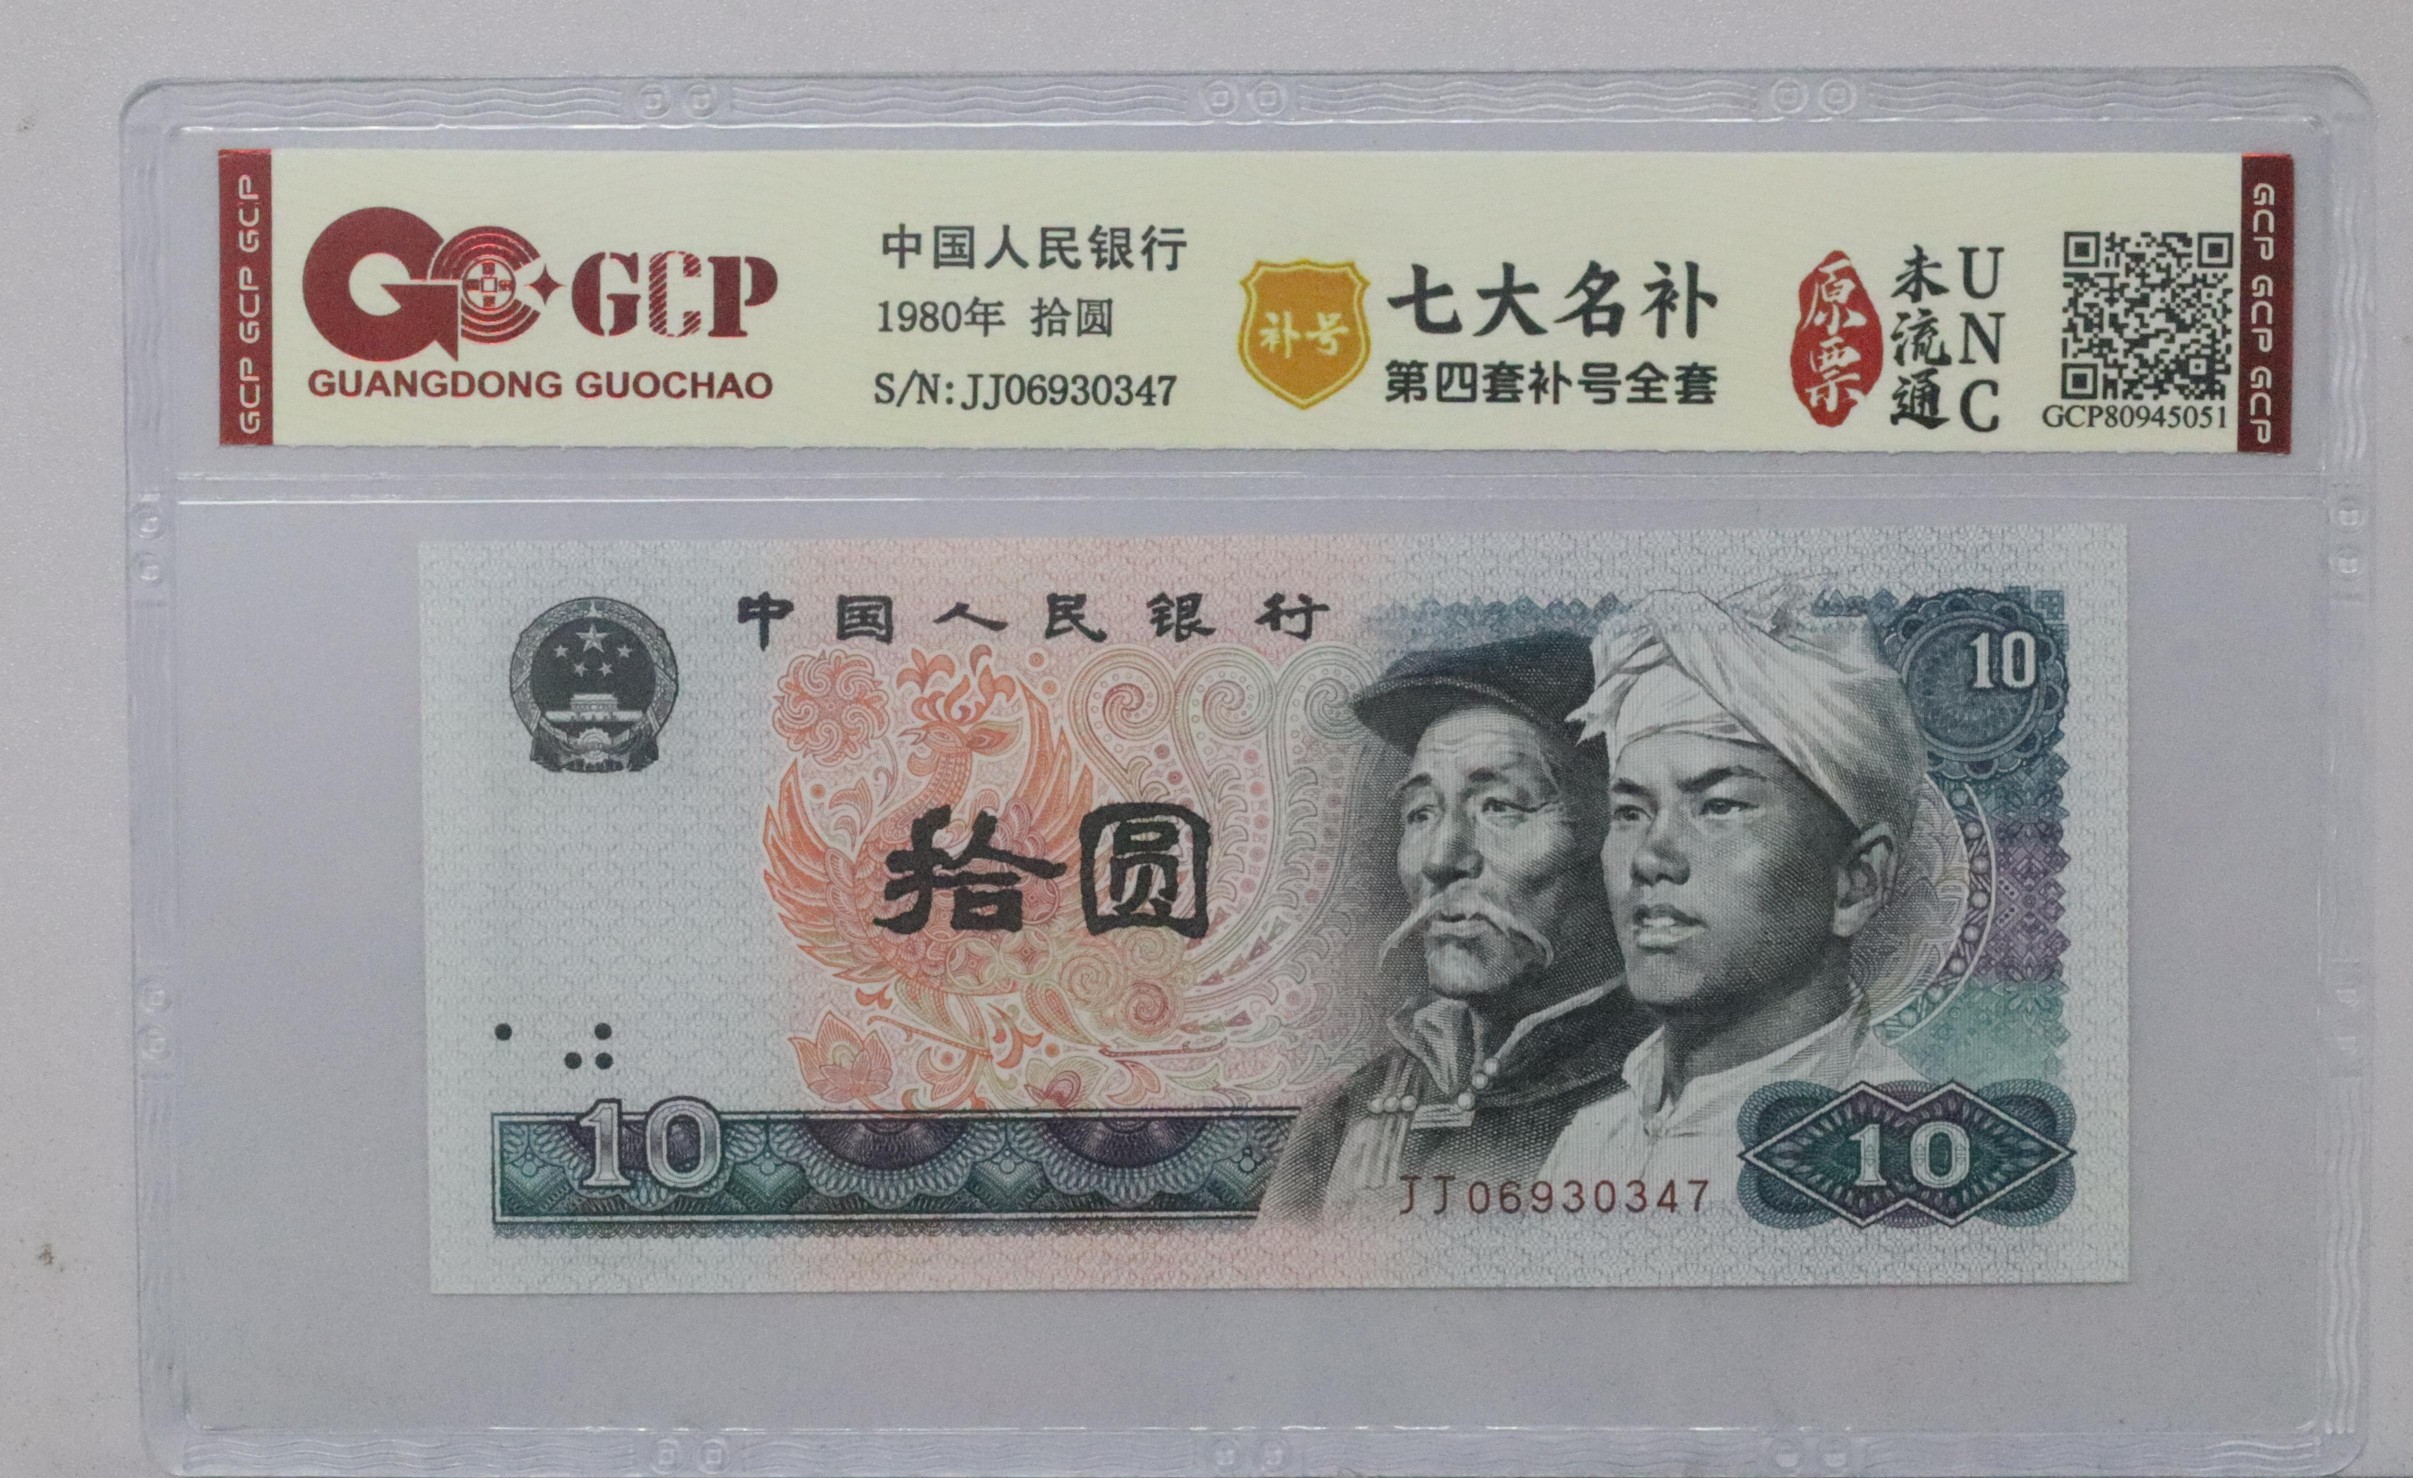 GCP GCP GCP
GCP
GUANGDONG GUOCHAO
中国人民银行
1980年 拾圆
S/N:JJ06930347
补号
七大名补
第四套补号全套
原票
未流通
UNC
GCP80945051
GCP GCP GCP
中国人民银行
10
拾圆
10
JJ06930347
10